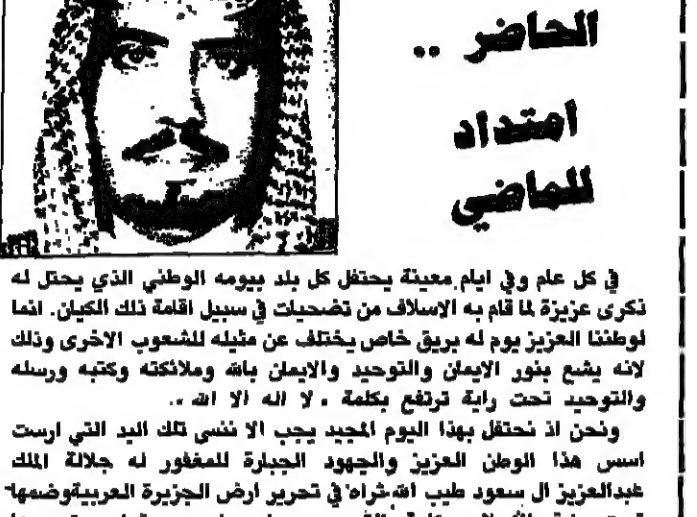 الحاضر ..
امتداد
للماضي
في كل عام وفي ايام معينة يحتفل كل بلد بيومه الوطني الذي يحتل له
ذكرى عزيزة لما قام به الاسلاف من تضحيات في سبيل اقامة ذلك الكيان. انما
لوطننا العزيز يوم له بريق خاص يختلف عن مثيله للشعوب الاخرى وذلك
لانه يشع بنور الايمان والتوحيد والايمان بالله وملائكته وكتبه ورسله
والتوحيد تحت راية ترتفع بكلمة « لا اله الا الله ».
ونحن اذ نحتفل بهذا اليوم المجيد يجب الا ننسى تلك اليد التي ارست
اسس هذا الوطن العزيز والجهود الجبارة للمغفور له جلالة الملك
عبدالعزيز ال سعود طيب الله ثراه في تحرير ارض الجزيرة العربية وضمها